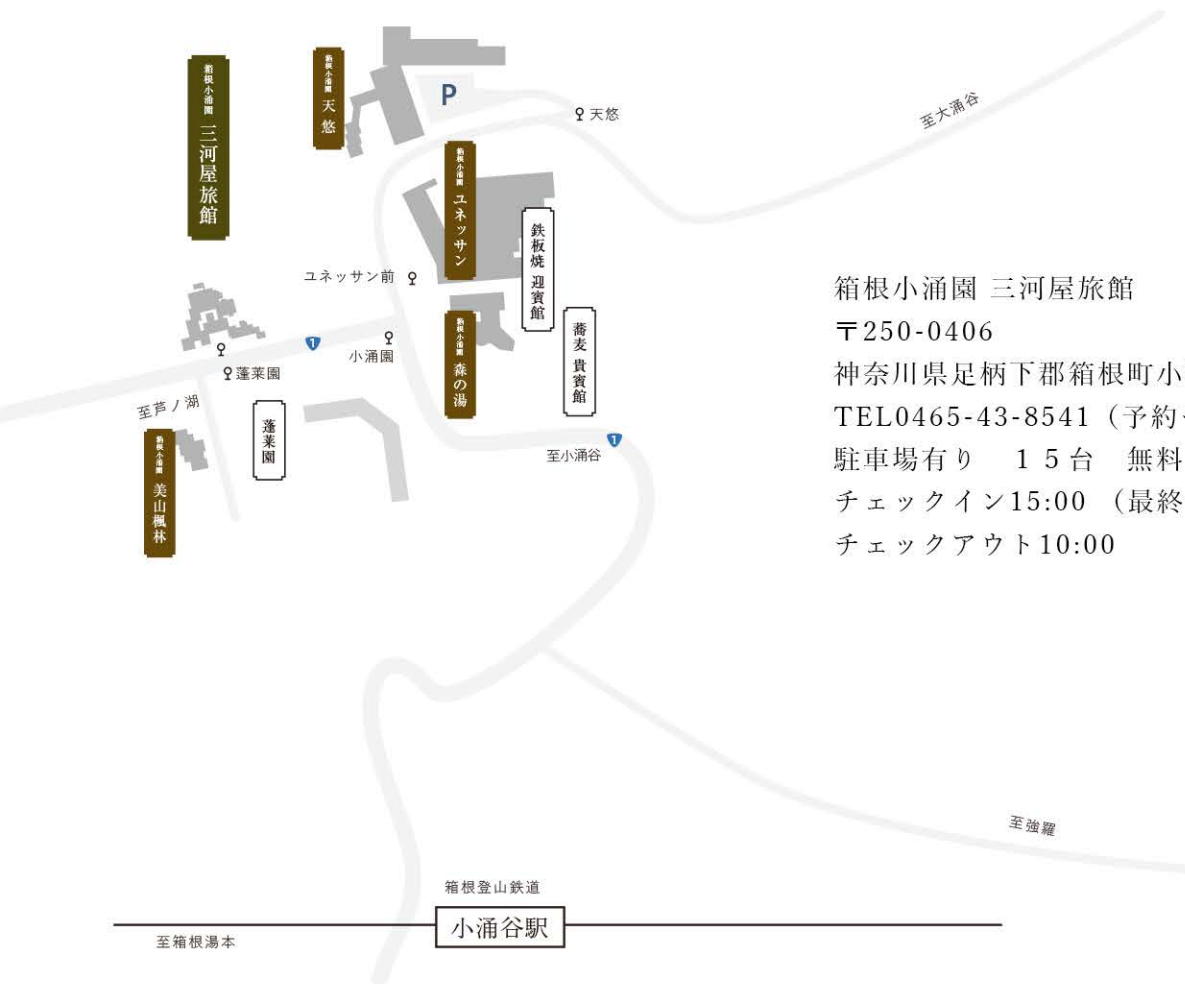 箱根小涌園 三河屋旅館
箱根小涌園 天悠
P
天悠
至大涌谷
箱根小涌園 ユネッサン
鉄板焼 迎賓館
ユネッサン前
箱根小涌園 三河屋旅館
〒250-0406
神奈川県足柄下郡箱根町小
TEL0465-43-8541（予約
駐車場有り　１５台　無料
チェックイン15:00 （最終
チェックアウト10:00
1
小涌園
箱根小涌園 森の湯
蕎麦 貴賓館
蓬莱園
至芦ノ湖
蓬莱園
箱根小涌園 美山楓林
1
至小涌谷
至強羅
箱根登山鉄道
小涌谷駅
至箱根湯本